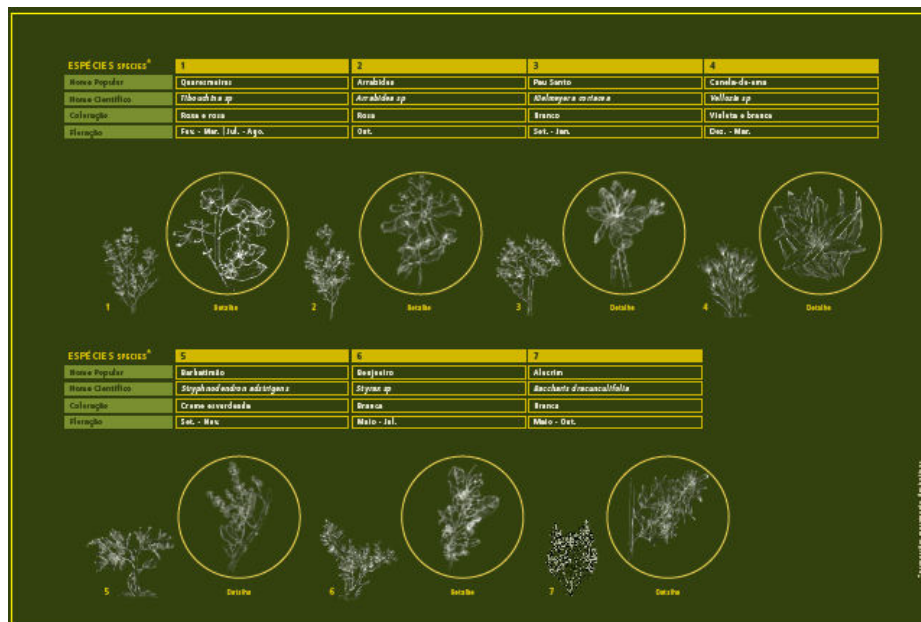 ESPÉCIES SPECIES* 1 2 3 4
Nome Popular Quaresmeiras Arrabidea Pau Santo Canela-de-ema
Nome Científico Tibouchina sp Arrabidea sp Kielmeyera coriacea Vellozia sp
Coloração Roxa e rosa Rosa Branco Violeta e branca
Floração Fev. - Mar. | Jul. - Ago. Out. Set. - Jan. Dez. - Mar.
1 Detalhe 2 Detalhe 3 Detalhe 4 Detalhe
ESPÉCIES SPECIES* 5 6 7
Nome Popular Barbatimão Benjoeiro Alecrim
Nome Científico Stryphnodendron adstrigens Styrax sp Baccharis dracunculifolia
Coloração Creme esverdeada Branca Branca
Floração Set. - Nov. Maio - Jul. Maio - Out.
5 Detalhe 6 Detalhe 7 Detalhe